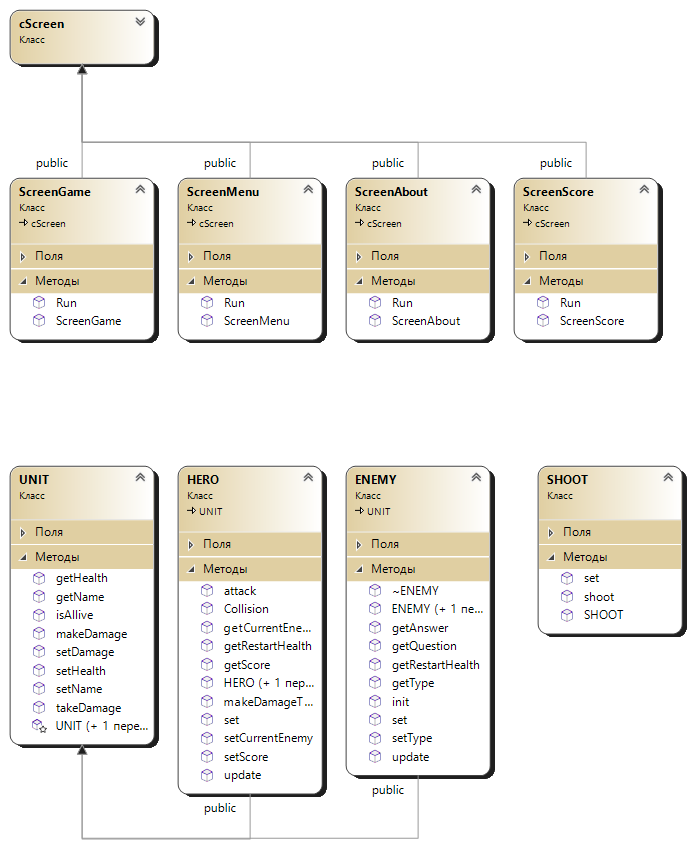 cScreen
Класс
public
public
public
public
ScreenGame
Класс
cScreen
Поля
Методы
Run
ScreenGame
ScreenMenu
Класс
cScreen
Поля
Методы
Run
ScreenMenu
ScreenAbout
Класс
cScreen
Поля
Методы
Run
ScreenAbout
ScreenScore
Класс
cScreen
Поля
Методы
Run
ScreenScore
UNIT
Класс
Поля
Методы
getHealth
getName
isAllive
makeDamage
setDamage
setHealth
setName
takeDamage
UNIT (+ 1 пере...
HERO
Класс
UNIT
Поля
Методы
attack
Collision
getCurrentEne...
getRestartHealth
getScore
HERO (+ 1 пер...
makeDamageT...
set
setCurrentEnemy
setScore
update
public
ENEMY
Класс
UNIT
Поля
Методы
~ENEMY
ENEMY (+ 1 пе...
getAnswer
getQuestion
getRestartHealth
getType
init
set
setType
update
public
SHOOT
Класс
Поля
Методы
set
shoot
SHOOT